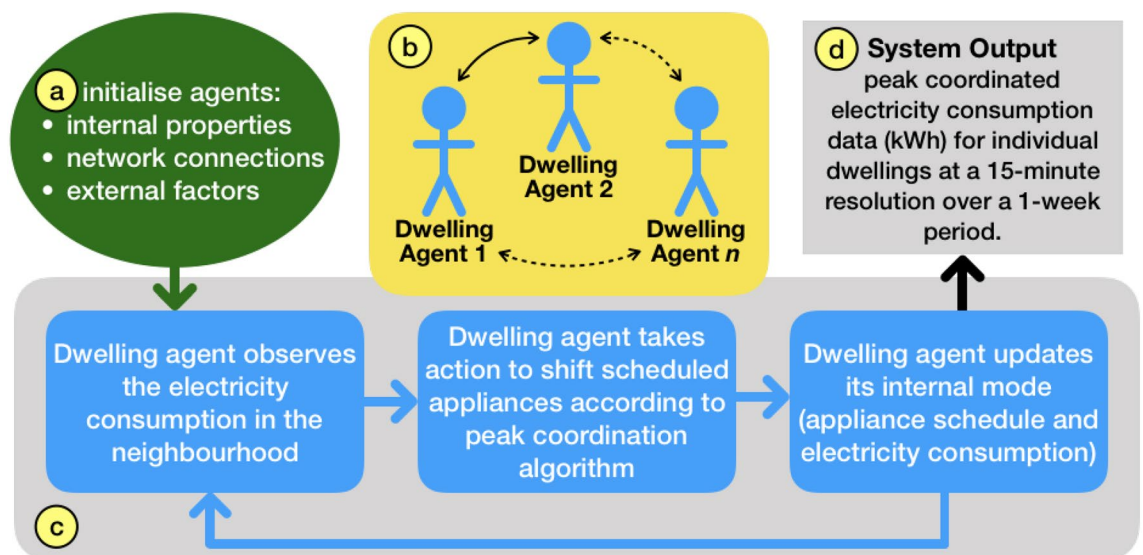 a initialise agents:
• internal properties
• network connections
• external factors
b
Dwelling
Agent 1
Dwelling
Agent 2
Dwelling
Agent n
d System Output
peak coordinated
electricity consumption
data (kWh) for individual
dwellings at a 15-minute
resolution over a 1-week
period.
Dwelling agent observes
the electricity
consumption in the
neighbourhood
Dwelling agent takes
action to shift scheduled
appliances according to
peak coordination
algorithm
Dwelling agent updates
its internal mode
(appliance schedule and
electricity consumption)
c